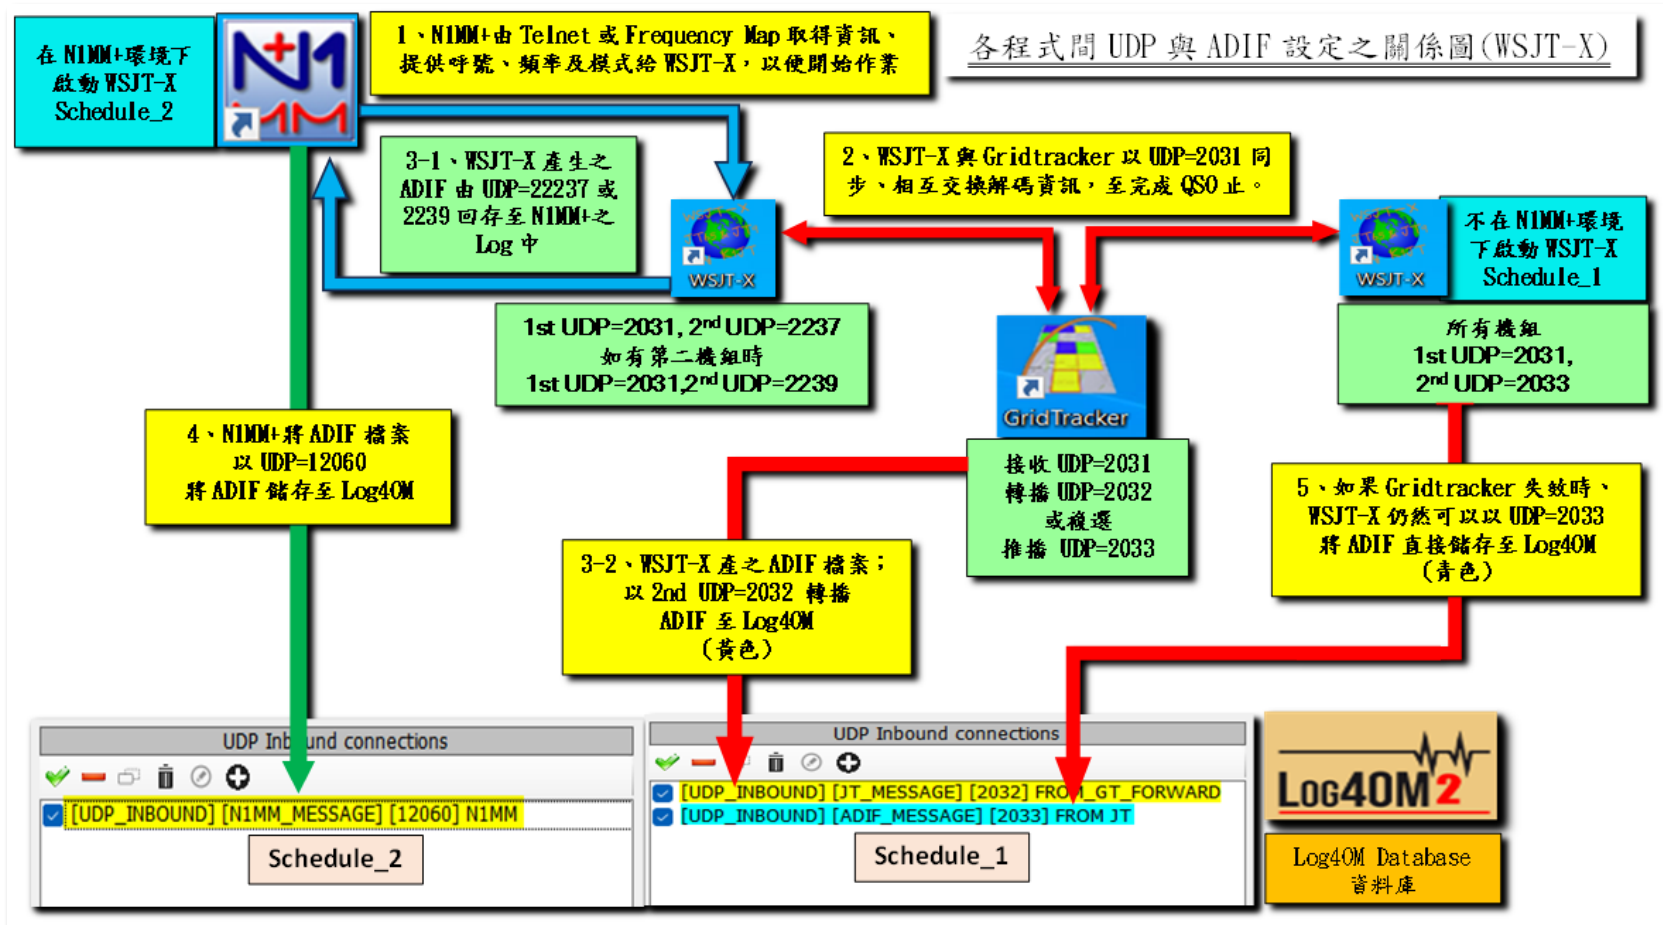 各程式間 UDP 與 ADIF 設定之關係圖(WSJT-X)
在 N1MM+環境下
啟動 WSJT-X
Schedule_2
N1
MM
1、N1MM+由 Telnet 或 Frequency Map 取得資訊、
提供呼號、頻率及模式給 WSJT-X，以便開始作業
3-1、WSJT-X 產生之
ADIF 由 UDP=22237 或
2239 回存至 N1MM+之
Log 中
2、WSJT-X 與 Gridtracker 以 UDP=2031 同
步、相互交換解碼資訊，至完成 QSO 止。
WSJT-X
WSJT-X
不在 N1MM+環境
下啟動 WSJT-X
Schedule_1
1st UDP=2031, 2nd UDP=2237
如有第二機組時
1st UDP=2031,2nd UDP=2239
所有機組
1st UDP=2031,
2nd UDP=2033
GridTracker
接收 UDP=2031
轉播 UDP=2032
或複選
推播 UDP=2033
4、N1MM+將 ADIF 檔案
以 UDP=12060
將 ADIF 儲存至 Log4OM
3-2、WSJT-X 產之 ADIF 檔案；
以 2nd UDP=2032 轉播
ADIF 至 Log4OM
(黃色)
5、如果 Gridtracker 失效時、
WSJT-X 仍然可以以 UDP=2033
將 ADIF 直接儲存至 Log4OM
(青色)
UDP Inbound connections
[UDP_INBOUND] [N1MM_MESSAGE] [12060] N1MM
Schedule_2
UDP Inbound connections
[UDP_INBOUND] [JT_MESSAGE] [2032] FROM_GT_FORWARD
[UDP_INBOUND] [ADIF_MESSAGE] [2033] FROM JT
Schedule_1
LOG4OM2
Log4OM Database
資料庫